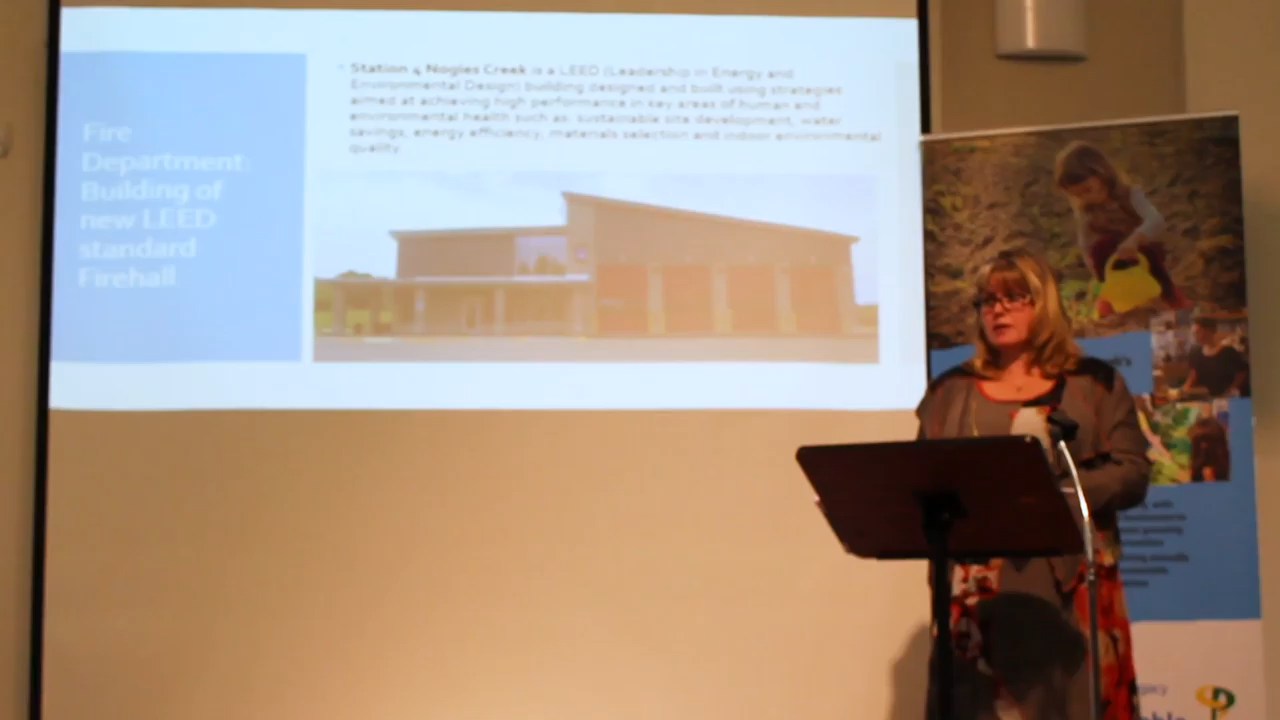 Fire
Department:
Building of
new LEED
standard
Firehall
Station 4 Nogies Creek is a LEED (Leadership in Energy and
Environmental Design) building designed and built using strategies
aimed at achieving high performance in key areas of human and
environmental health such as: sustainable site development, water
savings, energy efficiency, materials selection and indoor environmental
quality.